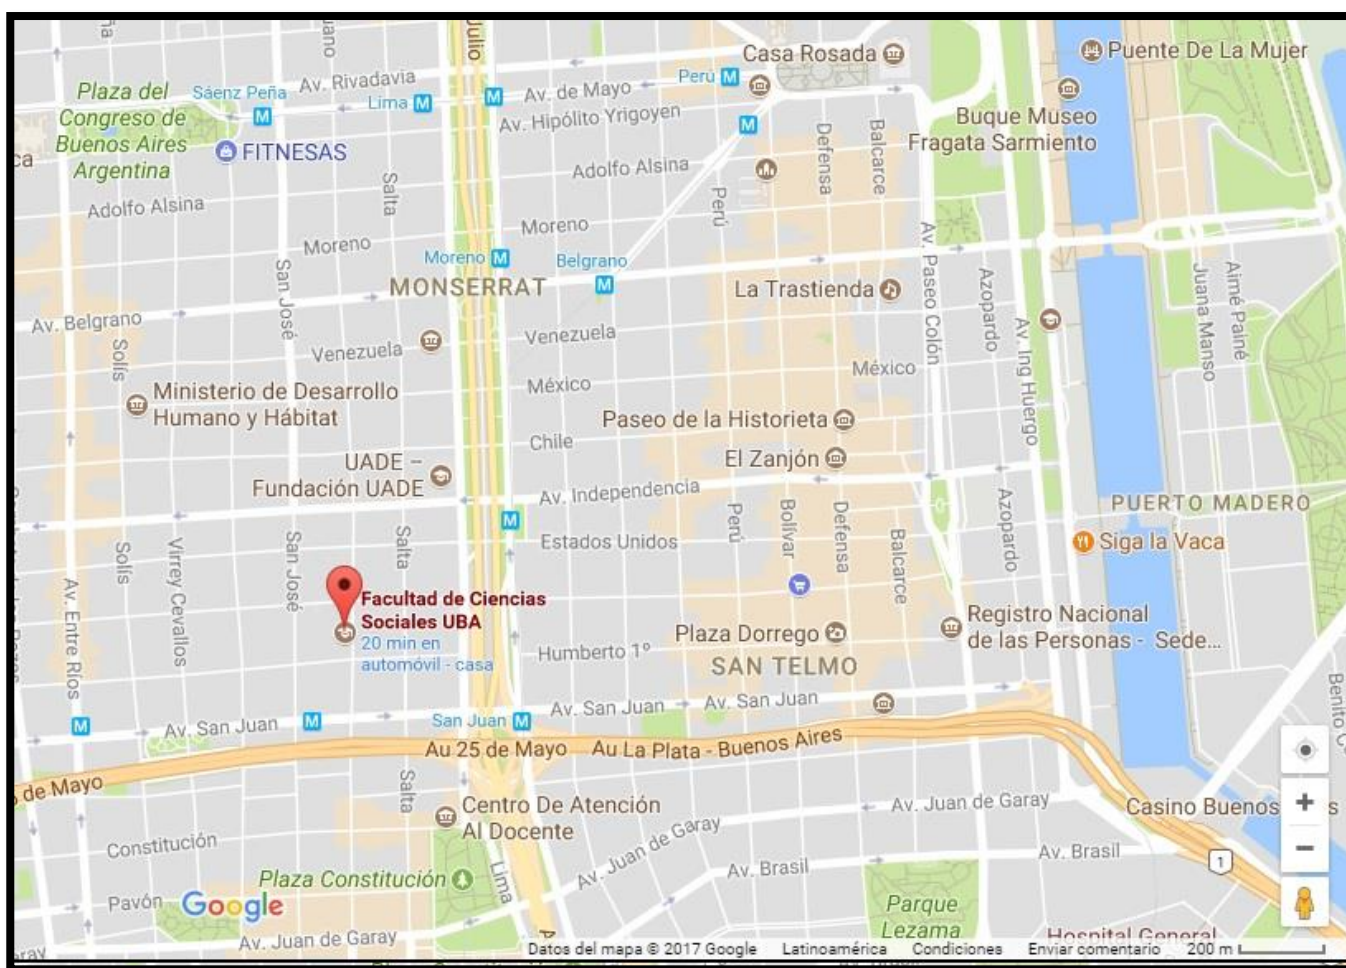 Julio
Casa Rosada
Puente De La Mujer
Plaza del
Congreso de
Buenos Aires
Argentina
Sáenz Peña
Av. Rivadavia
Lima
Perú
Av. de Mayo
Av. Hipólito Yrigoyen
Buque Museo
Fragata Sarmiento
FITNESAS
Adolfo Alsina
Defensa
Balcarce
Salta
Perú
Adolfo Alsina
Moreno
Moreno
Moreno
Belgrano
San José
MONSERRAT
La Trastienda
Av. Paseo Colón
Azopardo
Juana Manso
Aimé Painé
Av. Belgrano
Solís
Venezuela
Venezuela
Av. Ing Huergo
México
México
Ministerio de Desarrollo
Humano y Hábitat
Paseo de la Historieta
Chile
El Zanjón
UADE –
Fundación UADE
Av. Independencia
PUERTO MADERO
Perú
Bolívar
Defensa
Azopardo
Balcarce
Estados Unidos
Siga la Vaca
Solís
Virrey Cevallos
San José
Salta
Av. Entre Ríos
Facultad de Ciencias
Sociales UBA
20 min en
automóvil - casa
Registro Nacional
de las Personas - Sede...
Plaza Dorrego
Humberto 1º
SAN TELMO
Av. San Juan
San Juan
Av. San Juan
Av. San Juan
Au 25 de Mayo
Au La Plata - Buenos Aires
de Mayo
Salta
Centro De Atención
Al Docente
Av. Juan de Garay
Casino Buenos
Constitución
Av. Juan de Garay
Av. Brasil
Av. Brasil
1
Plaza Constitución
Lima
Pavón
Google
Parque
Lezama
Av. Juan de Garay
Hospital General
Datos del mapa © 2017 Google Latinoamérica Condiciones Enviar comentario 200 m